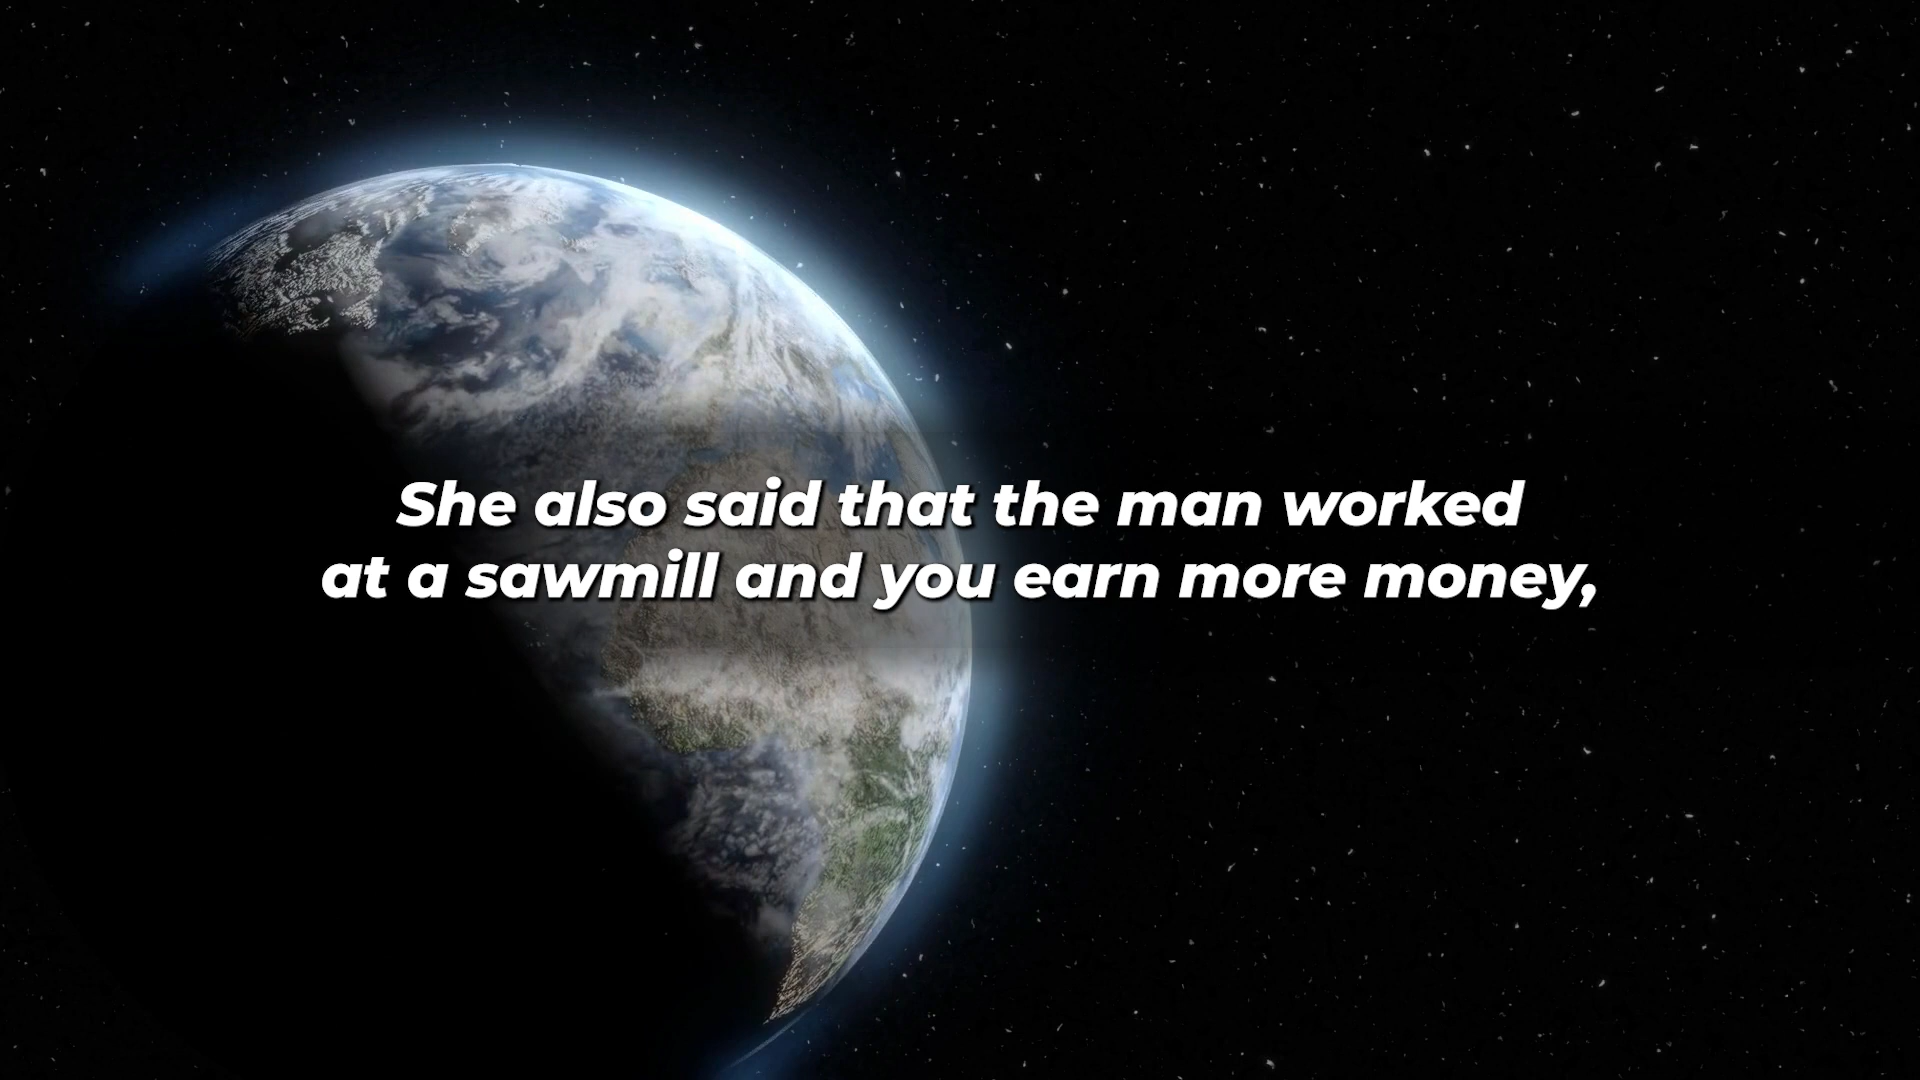 She also said that the man worked
at a sawmill and you earn more money,